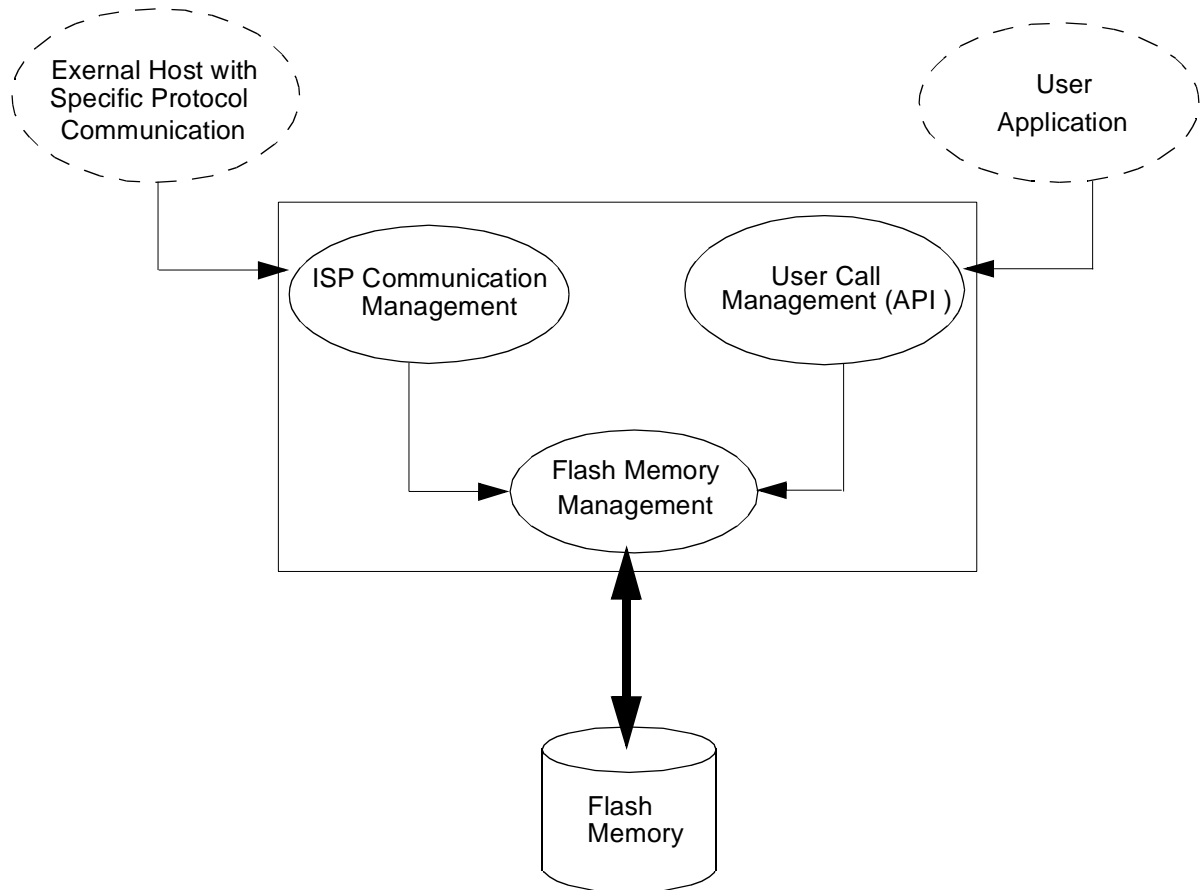 Exernal Host with
Specific Protocol
Communication
User
Application
ISP Communication
Management
User Call
Management (API )
Flash Memory
Management
Flash
Memory